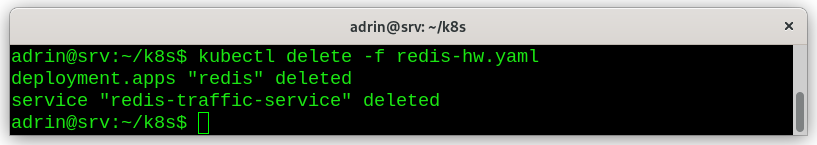 adrin@srv: ~/k8s
adrin@srv:~/k8s$ kubectl delete -f redis-hw.yaml
deployment.apps "redis" deleted
service "redis-traffic-service" deleted
adrin@srv:~/k8s$